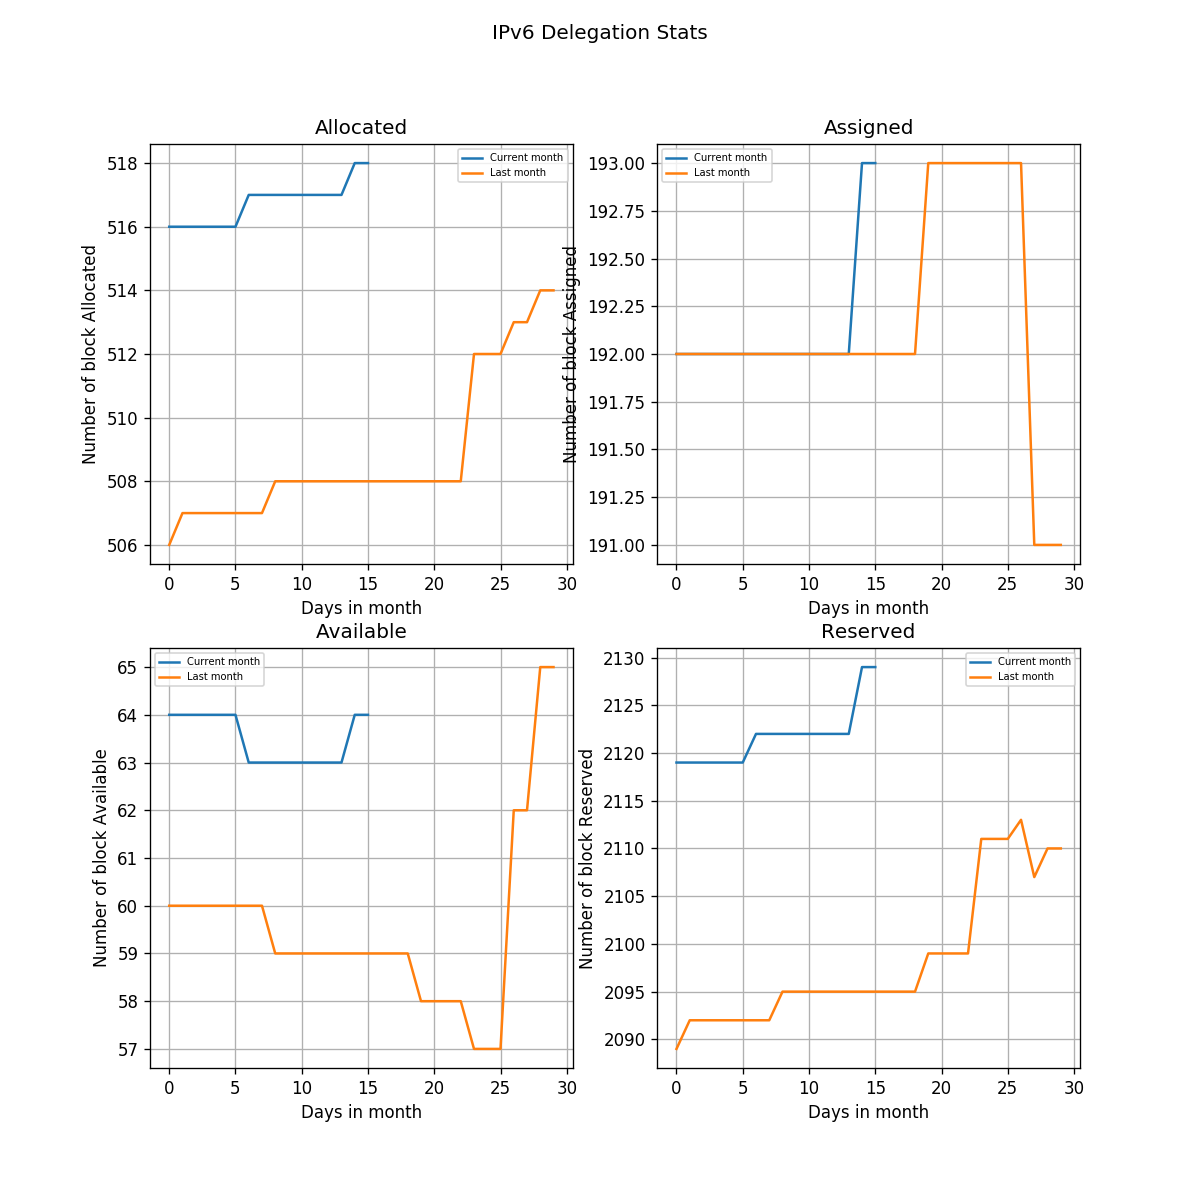 IPv6 Delegation Stats
Allocated
Number of block Allocated
518
516
514
512
510
508
506
Current month
Last month
0 5 10 15 20 25 30
Days in month
Assigned
Number of block Assigned
193.00
192.75
192.50
192.25
192.00
191.75
191.50
191.25
191.00
Current month
Last month
0 5 10 15 20 25 30
Days in month
Available
Number of block Available
65
64
63
62
61
60
59
58
57
Current month
Last month
0 5 10 15 20 25 30
Days in month
Reserved
Number of block Reserved
2130
2125
2120
2115
2110
2105
2100
2095
2090
Current month
Last month
0 5 10 15 20 25 30
Days in month